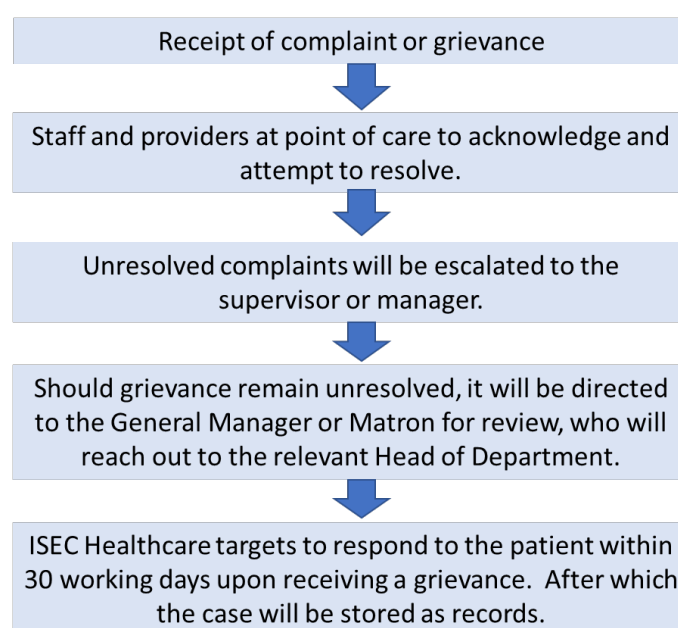 Receipt of complaint or grievance
Staff and providers at point of care to acknowledge and
attempt to resolve.
Unresolved complaints will be escalated to the
supervisor or manager.
Should grievance remain unresolved, it will be directed
to the General Manager or Matron for review, who will
reach out to the relevant Head of Department.
ISEC Healthcare targets to respond to the patient within
30 working days upon receiving a grievance.  After which
the case will be stored as records.